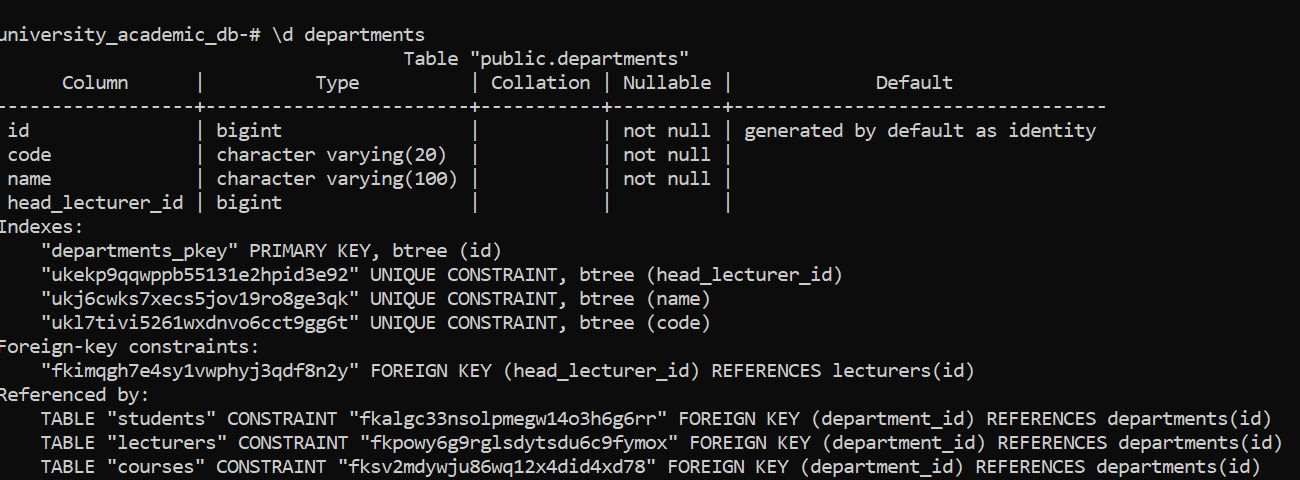 university_academic_db-# \d departments
                                  Table "public.departments"
     Column     |          Type          | Collation | Nullable |             Default
----------------+------------------------+-----------+----------+----------------------------------
 id             | bigint                 |           | not null | generated by default as identity
 code           | character varying(20)  |           | not null |
 name           | character varying(100) |           | not null |
 head_lecturer_id | bigint                 |           |          |
Indexes:
    "departments_pkey" PRIMARY KEY, btree (id)
    "ukekp9qqwppb55131e2hpid3e92" UNIQUE CONSTRAINT, btree (head_lecturer_id)
    "ukj6cwks7xecs5jov19ro8ge3qk" UNIQUE CONSTRAINT, btree (name)
    "ukl7tivi5261wxdnvo6cct9gg6t" UNIQUE CONSTRAINT, btree (code)
Foreign-key constraints:
    "fkimqgh7e4sy1vwphyj3qdf8n2y" FOREIGN KEY (head_lecturer_id) REFERENCES lecturers(id)
Referenced by:
    TABLE "students" CONSTRAINT "fkalgc33nsolpmegw14o3h6g6rr" FOREIGN KEY (department_id) REFERENCES departments(id)
    TABLE "lecturers" CONSTRAINT "fkpowy6g9rglsdytsdu6c9fymox" FOREIGN KEY (department_id) REFERENCES departments(id)
    TABLE "courses" CONSTRAINT "fksv2mdywju86wq12x4did4xd78" FOREIGN KEY (department_id) REFERENCES departments(id)